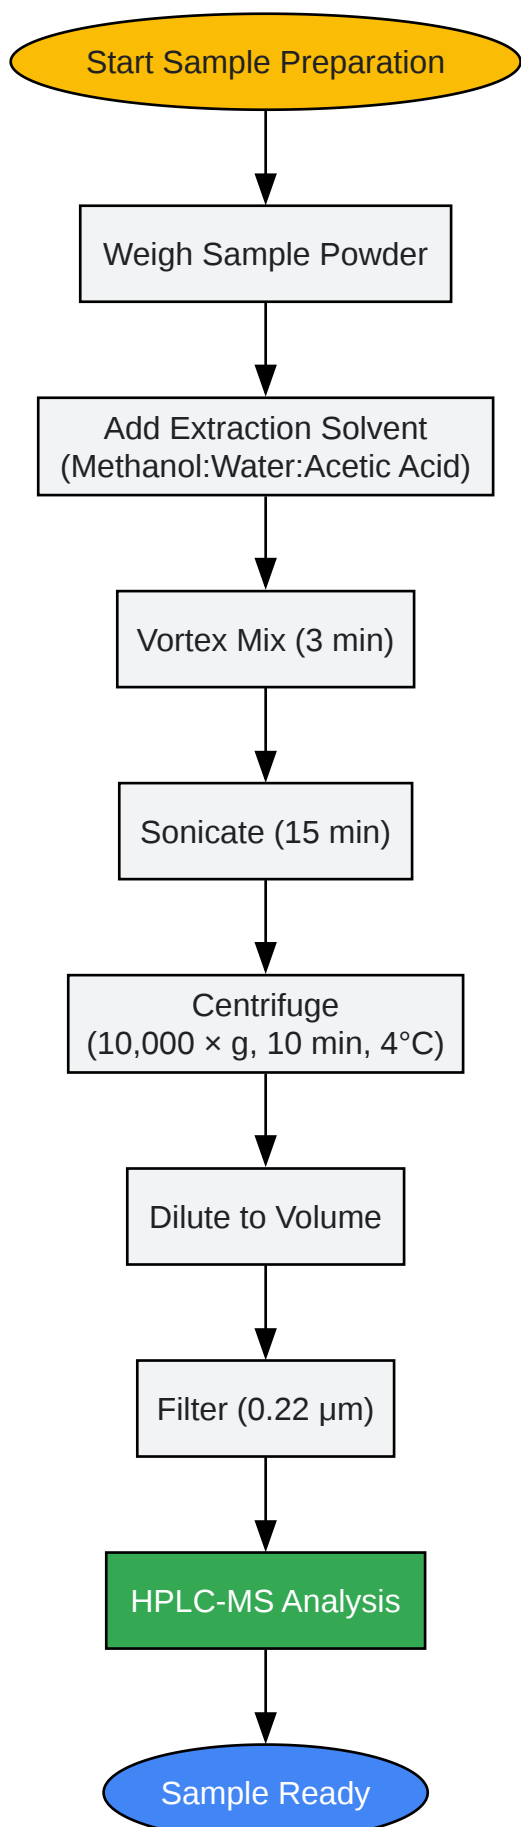 Start Sample Preparation
Weigh Sample Powder
Add Extraction Solvent
(Methanol:Water:Acetic Acid)
Vortex Mix (3 min)
Sonicate (15 min)
Centrifuge
(10,000 × g, 10 min, 4°C)
Dilute to Volume
Filter (0.22 μm)
HPLC-MS Analysis
Sample Ready